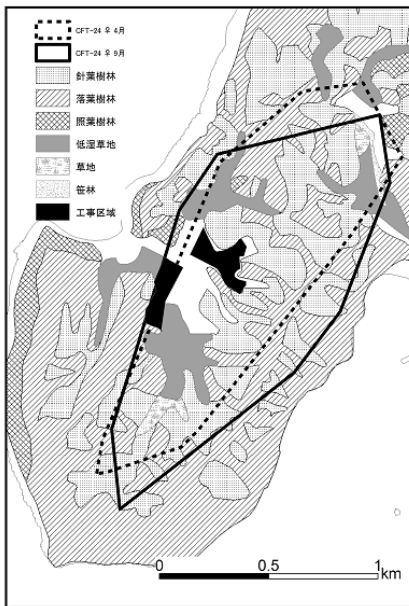 CFT-24 ♀ 4月
CFT-24 ♀ 9月
針葉樹林
落葉樹林
照葉樹林
低湿草地
草地
笹林
工事区域
0 0.5 1
km